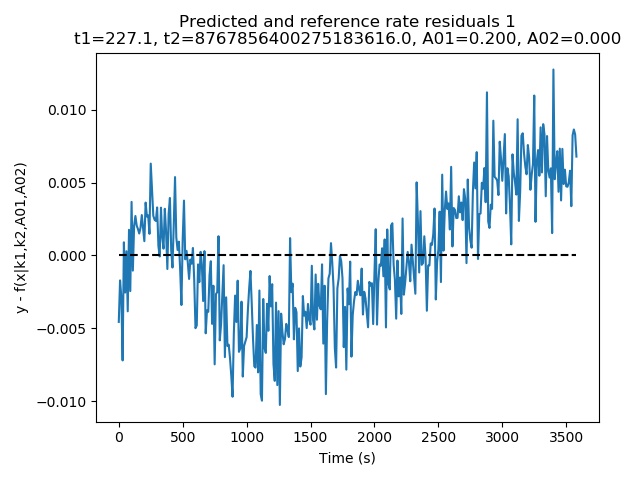 Predicted and reference rate residuals 1
t1=227.1, t2=8767856400275183616.0, A01=0.200, A02=0.000
0.010
0.005
0.000
−0.005
−0.010
y - f(x|k1,k2,A01,A02)
0 500 1000 1500 2000 2500 3000 3500
Time (s)